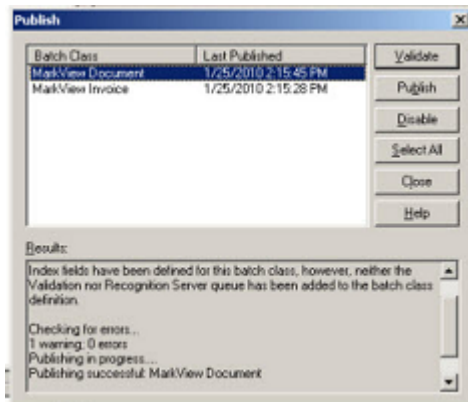 Publish
Batch Class Last Published
MarkView Document 1/25/2010 2:15:45 PM
MarkView Invoice 1/25/2010 2:15:28 PM
Validate
Publish
Disable
Select All
Close
Help
Results:
Index fields have been defined for this batch class, however, neither the
Validation nor Recognition Server queue has been added to the batch class
definition.
Checking for errors...
1 warning; 0 errors
Publishing in progress....
Publishing successful: MarkView Document